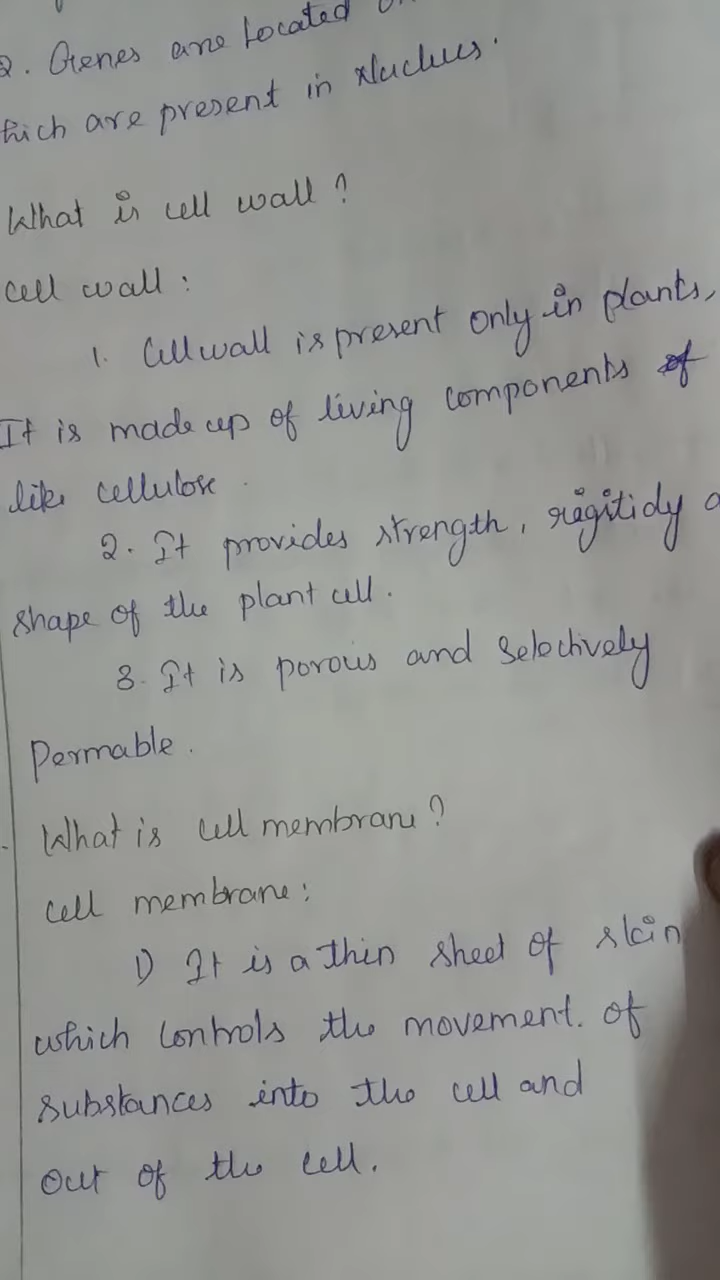 2. Genes are located
which are present in Nucleus.
What is cell wall ?
Cell wall :
1. Cellwall is present only in plants,
It is made up of living components of
like cellulose.
2. It provides strength, regitidy
shape of the plant cell.
3. It is porous and selectively
Permable.
What is cell membrane ?
Cell membrane :
1) It is a thin sheet of skin
which controls the movement. of
substances into the cell and
out of the cell.